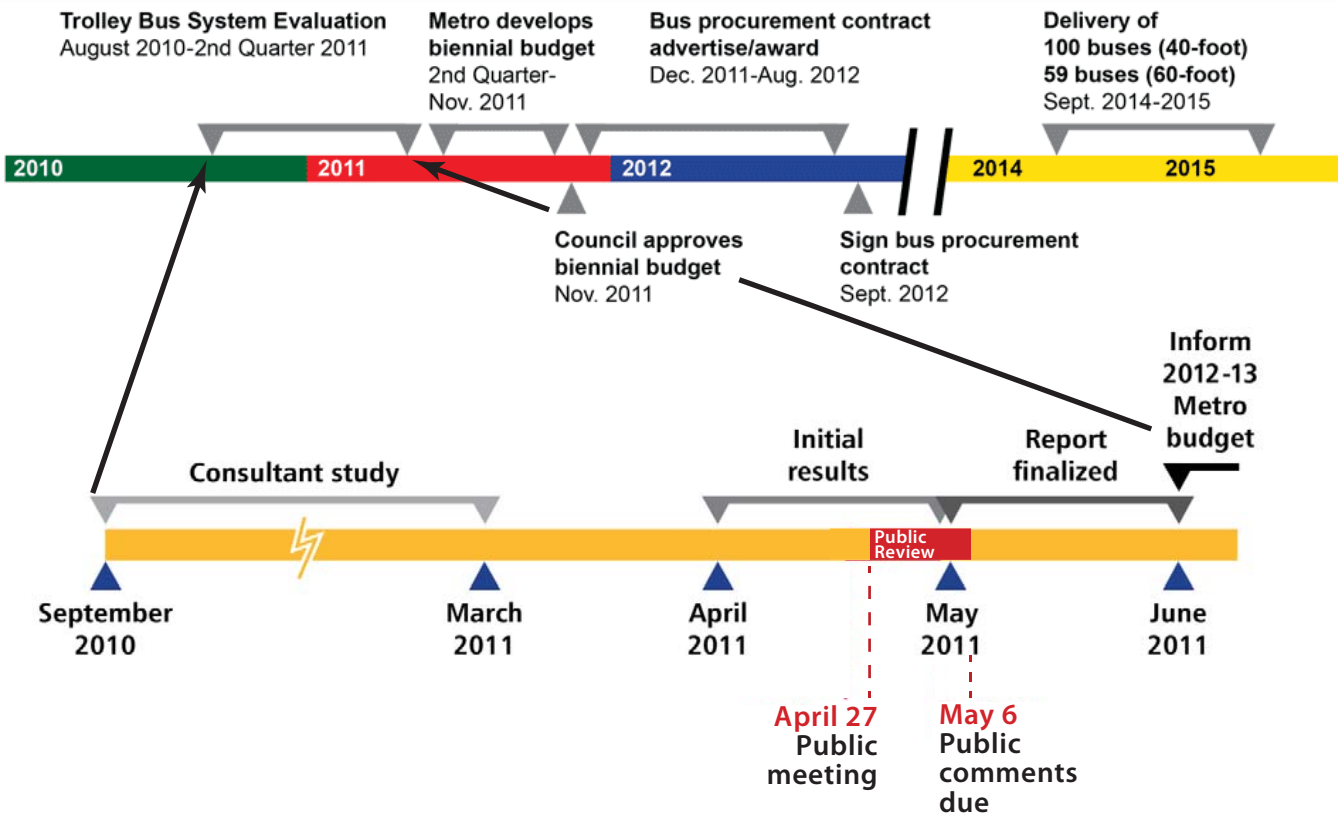 Trolley Bus System Evaluation
August 2010-2nd Quarter 2011
Metro develops
biennial budget
2nd Quarter-
Nov. 2011
Bus procurement contract
advertise/award
Dec. 2011-Aug. 2012
Delivery of
100 buses (40-foot)
59 buses (60-foot)
Sept. 2014-2015
2010
2011
2012
2014
2015
Council approves
biennial budget
Nov. 2011
Sign bus procurement
contract
Sept. 2012
Consultant study
Initial
results
Report
finalized
Inform
2012-13
Metro
budget
Public
Review
September
2010
March
2011
April
2011
May
2011
June
2011
April 27
Public
meeting
May 6
Public
comments
due